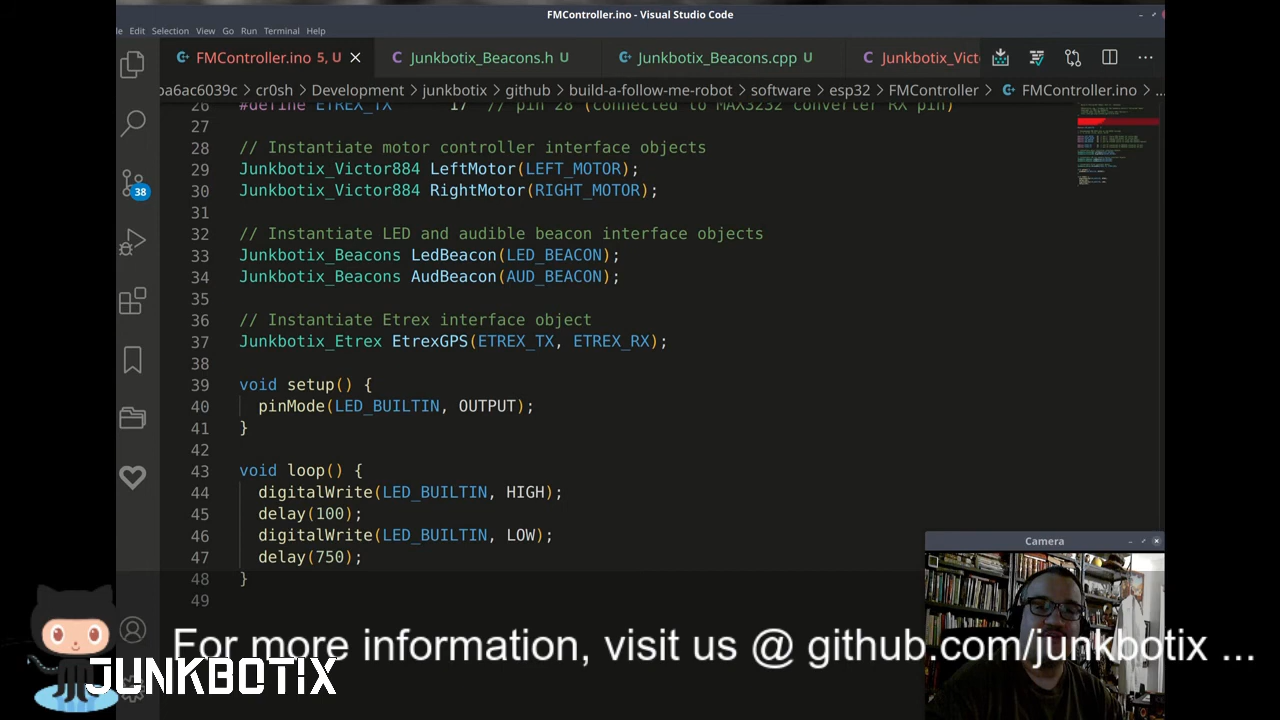 FMController.ino - Visual Studio Code
Edit Selection View Go Run Terminal Help
FMController.ino 5, U Junkbotix_Beacons.h U Junkbotix_Beacons.cpp U Junkbotix_Vict
pa6ac6039c > cr0sh > Development > junkbotix > github > build-a-follow-me-robot > software > esp32 > FMController > FMController.ino > ...
26 #define ETREX_TX 17 // pin 28 (connected to MAX3232 converter RX pin)
27
28 // Instantiate motor controller interface objects
29 Junkbotix_Victor884 LeftMotor(LEFT_MOTOR);
30 Junkbotix_Victor884 RightMotor(RIGHT_MOTOR);
31
32 // Instantiate LED and audible beacon interface objects
33 Junkbotix_Beacons LedBeacon(LED_BEACON);
34 Junkbotix_Beacons AudBeacon(AUD_BEACON);
35
36 // Instantiate Etrex interface object
37 Junkbotix_Etrex EtrexGPS(ETREX_TX, ETREX_RX);
38
39 void setup() {
40 pinMode(LED_BUILTIN, OUTPUT);
41 }
42
43 void loop() {
44 digitalWrite(LED_BUILTIN, HIGH);
45 delay(100);
46 digitalWrite(LED_BUILTIN, LOW);
47 delay(750);
48 }
49
38
Camera
For more information, visit us @ github.com/junkbotix ...
JUNKBOTIX